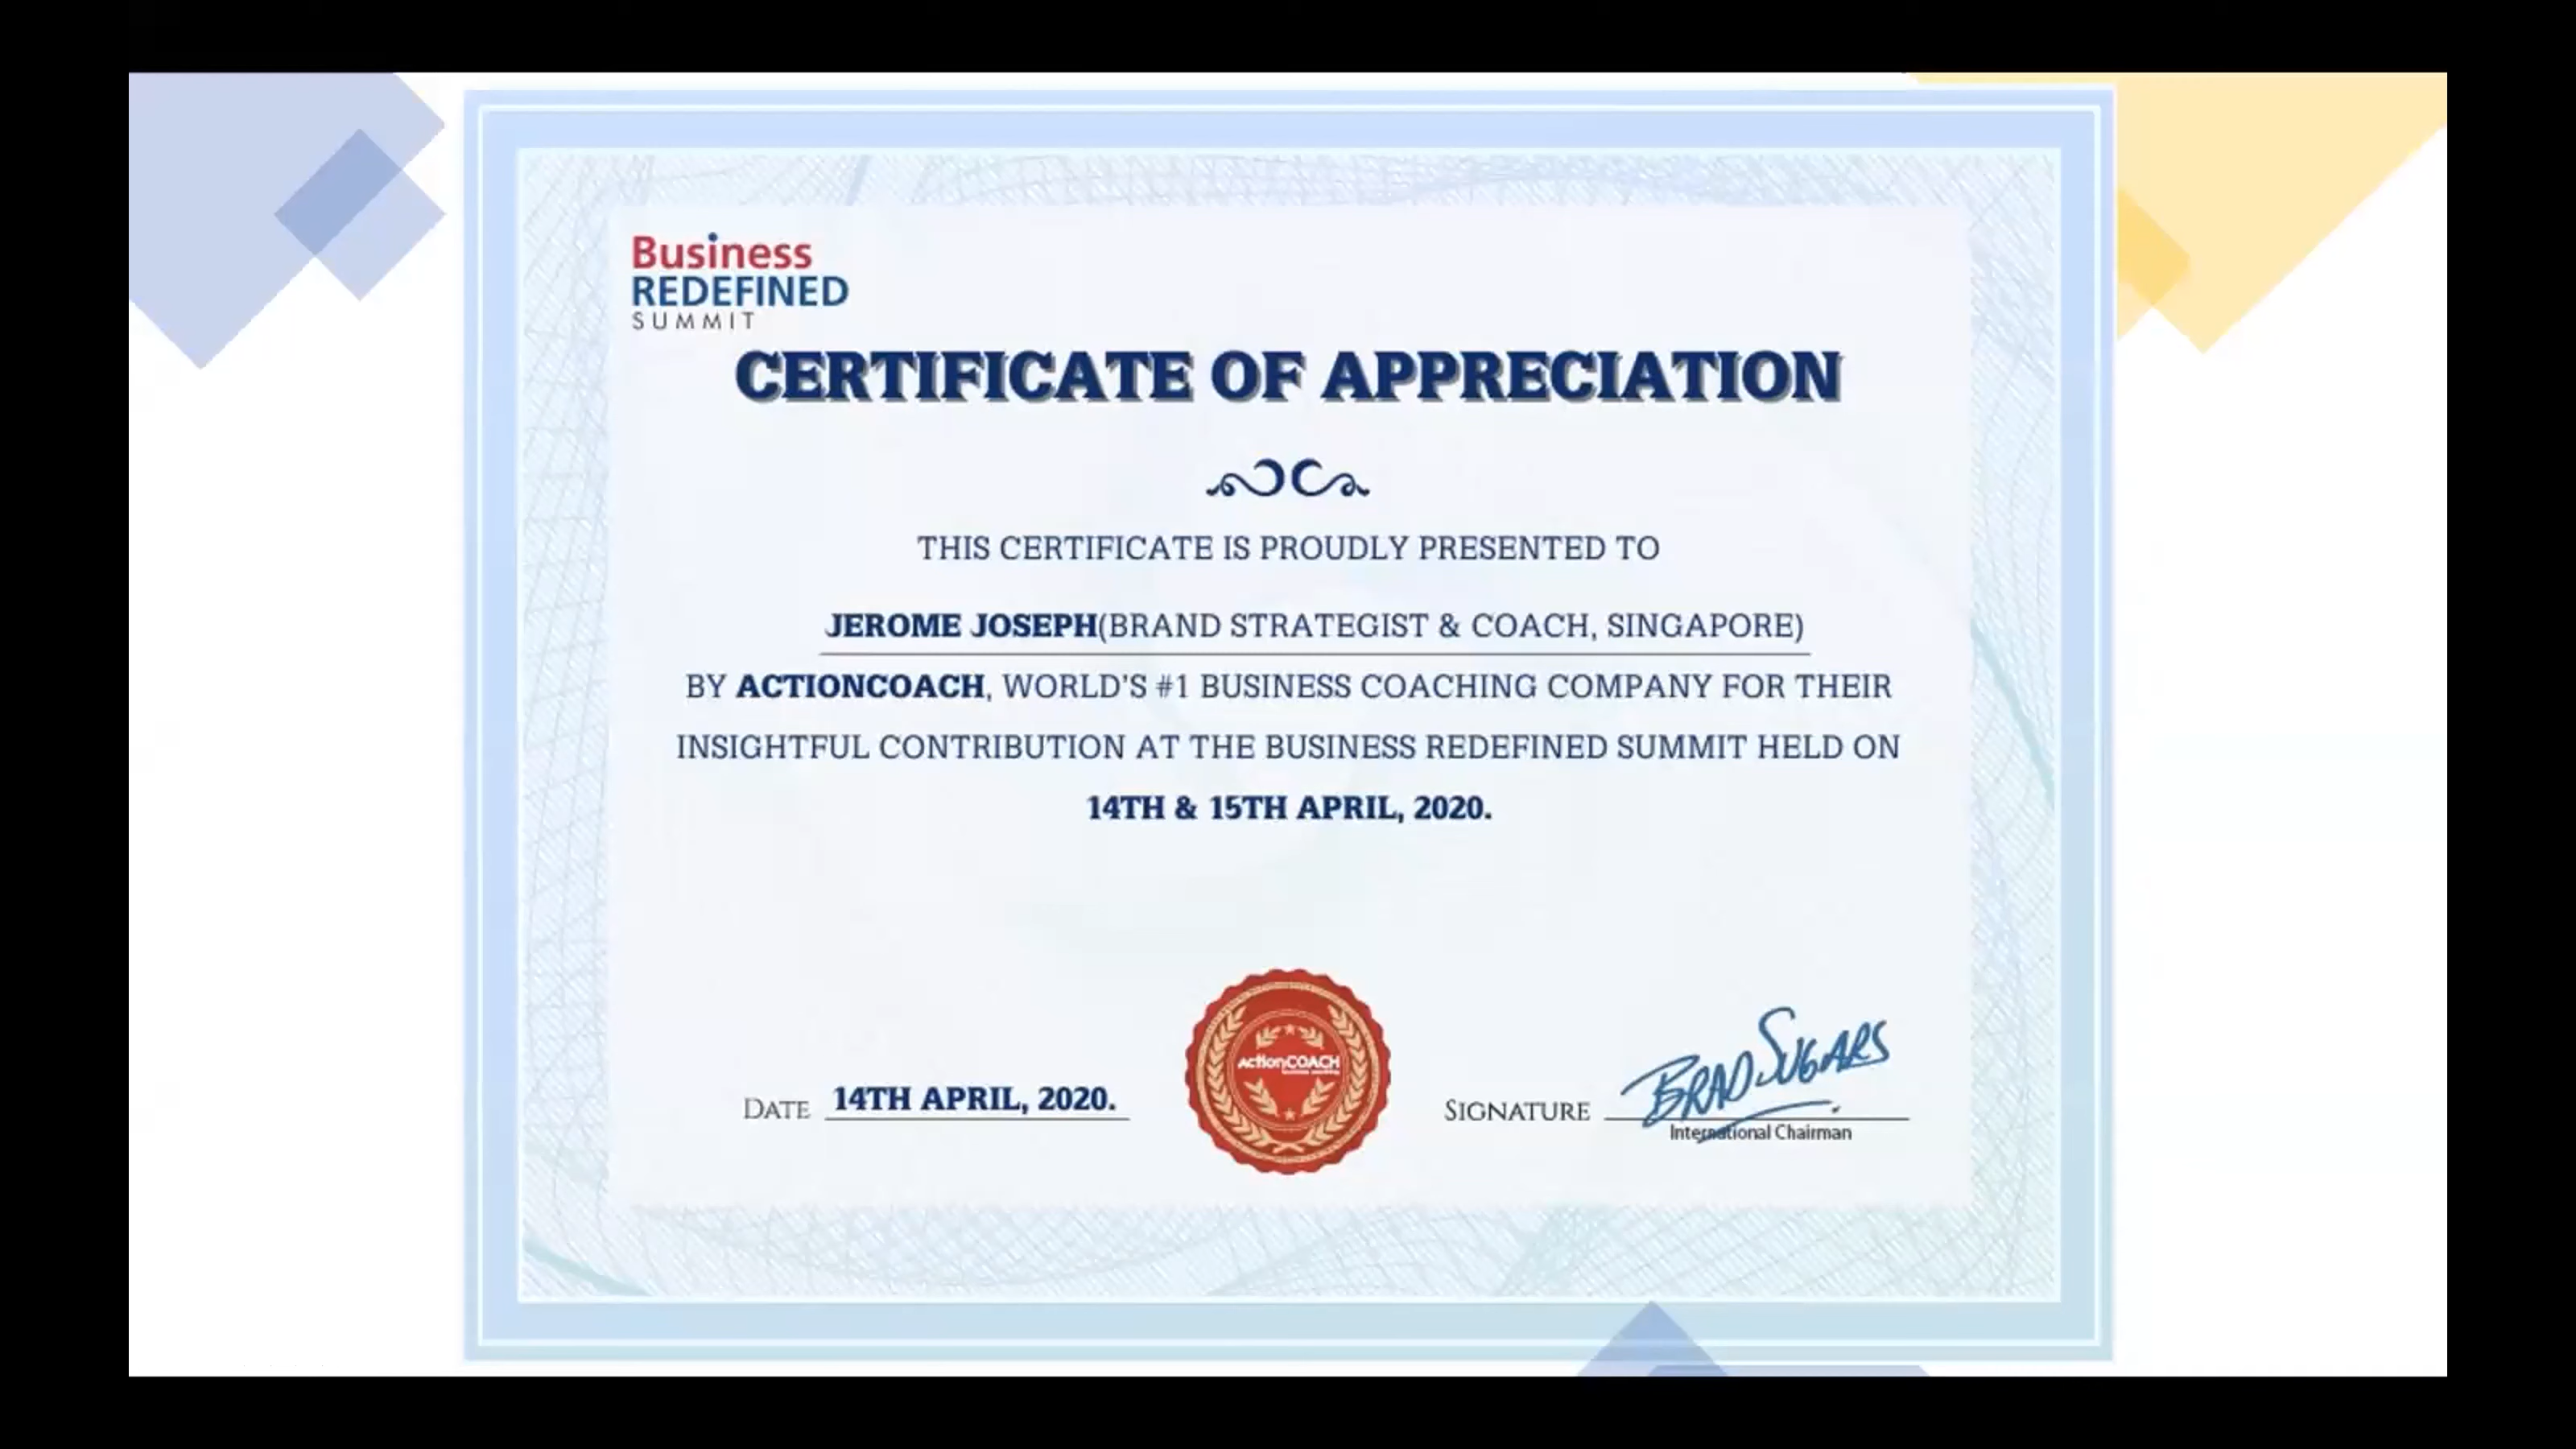 Business
REDEFINED
SUMMIT
CERTIFICATE OF APPRECIATION
THIS CERTIFICATE IS PROUDLY PRESENTED TO
JEROME JOSEPH(BRAND STRATEGIST & COACH, SINGAPORE)
BY ACTIONCOACH, WORLD'S #1 BUSINESS COACHING COMPANY FOR THEIR
INSIGHTFUL CONTRIBUTION AT THE BUSINESS REDEFINED SUMMIT HELD ON
14TH & 15TH APRIL, 2020.
DATE 14TH APRIL, 2020.
ActionCOACH
SIGNATURE BRAD SUGARS
International Chairman